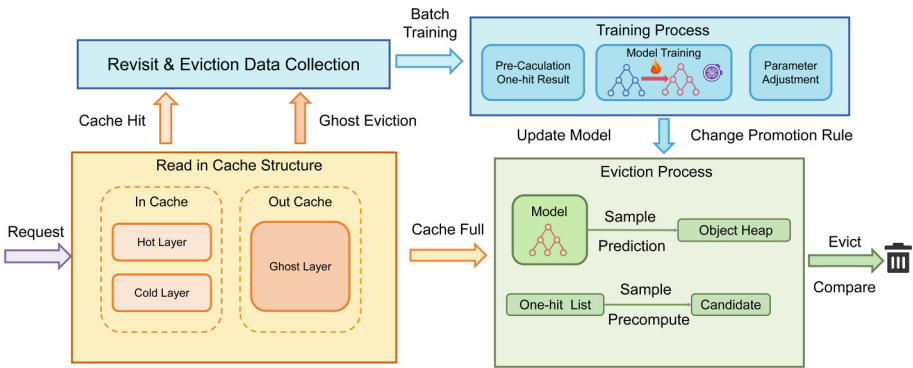 Batch
Training
Training Process
Revisit & Eviction Data Collection
Pre-Caculation
One-hit Result
Model Training
Parameter
Adjustment
Cache Hit
Ghost Eviction
Update Model
Change Promotion Rule
Read in Cache Structure
Eviction Process
In Cache
Out Cache
Request
Hot Layer
Cold Layer
Ghost Layer
Cache Full
Model
Sample
Prediction
Object Heap
One-hit List
Sample
Precompute
Candidate
Evict
Compare